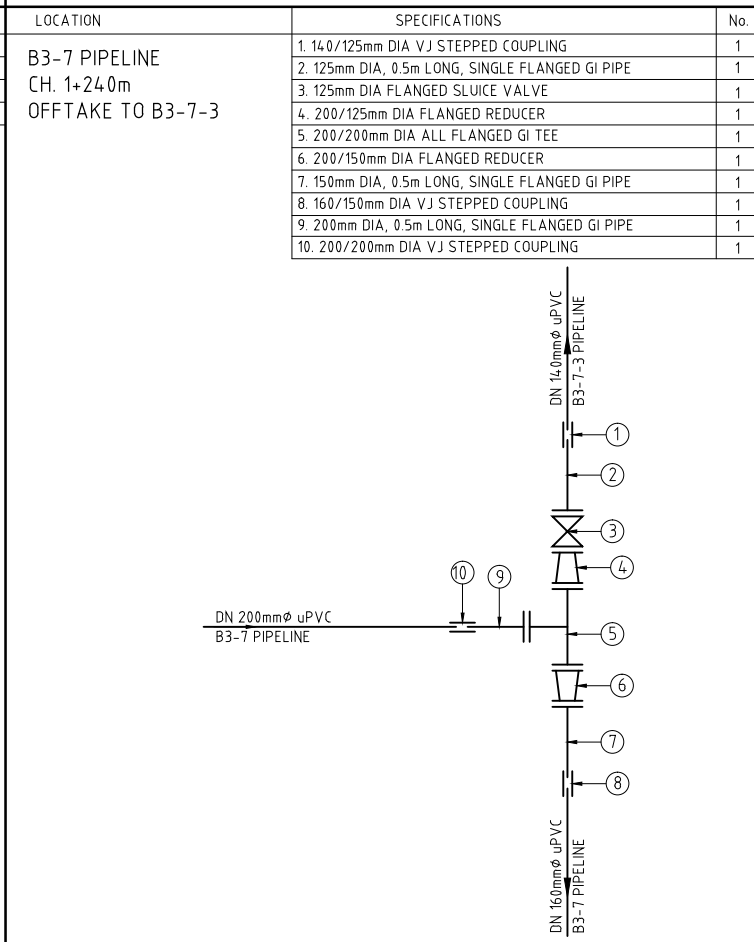 LOCATION
SPECIFICATIONS
No.
B3-7 PIPELINE
CH. 1+240m
OFFTAKE TO B3-7-3
1. 140/125mm DIA VJ STEPPED COUPLING
1
2. 125mm DIA, 0.5m LONG, SINGLE FLANGED GI PIPE
1
3. 125mm DIA FLANGED SLUICE VALVE
1
4. 200/125mm DIA FLANGED REDUCER
1
5. 200/200mm DIA ALL FLANGED GI TEE
1
6. 200/150mm DIA FLANGED REDUCER
1
7. 150mm DIA, 0.5m LONG, SINGLE FLANGED GI PIPE
1
8. 160/150mm DIA VJ STEPPED COUPLING
1
9. 200mm DIA, 0.5m LONG, SINGLE FLANGED GI PIPE
1
10. 200/200mm DIA VJ STEPPED COUPLING
1
DN 140mmø uPVC
B3-7-3 PIPELINE
1
2
3
4
10
9
DN 200mmø uPVC
B3-7 PIPELINE
5
6
7
8
DN 160mmø uPVC
B3-7 PIPELINE